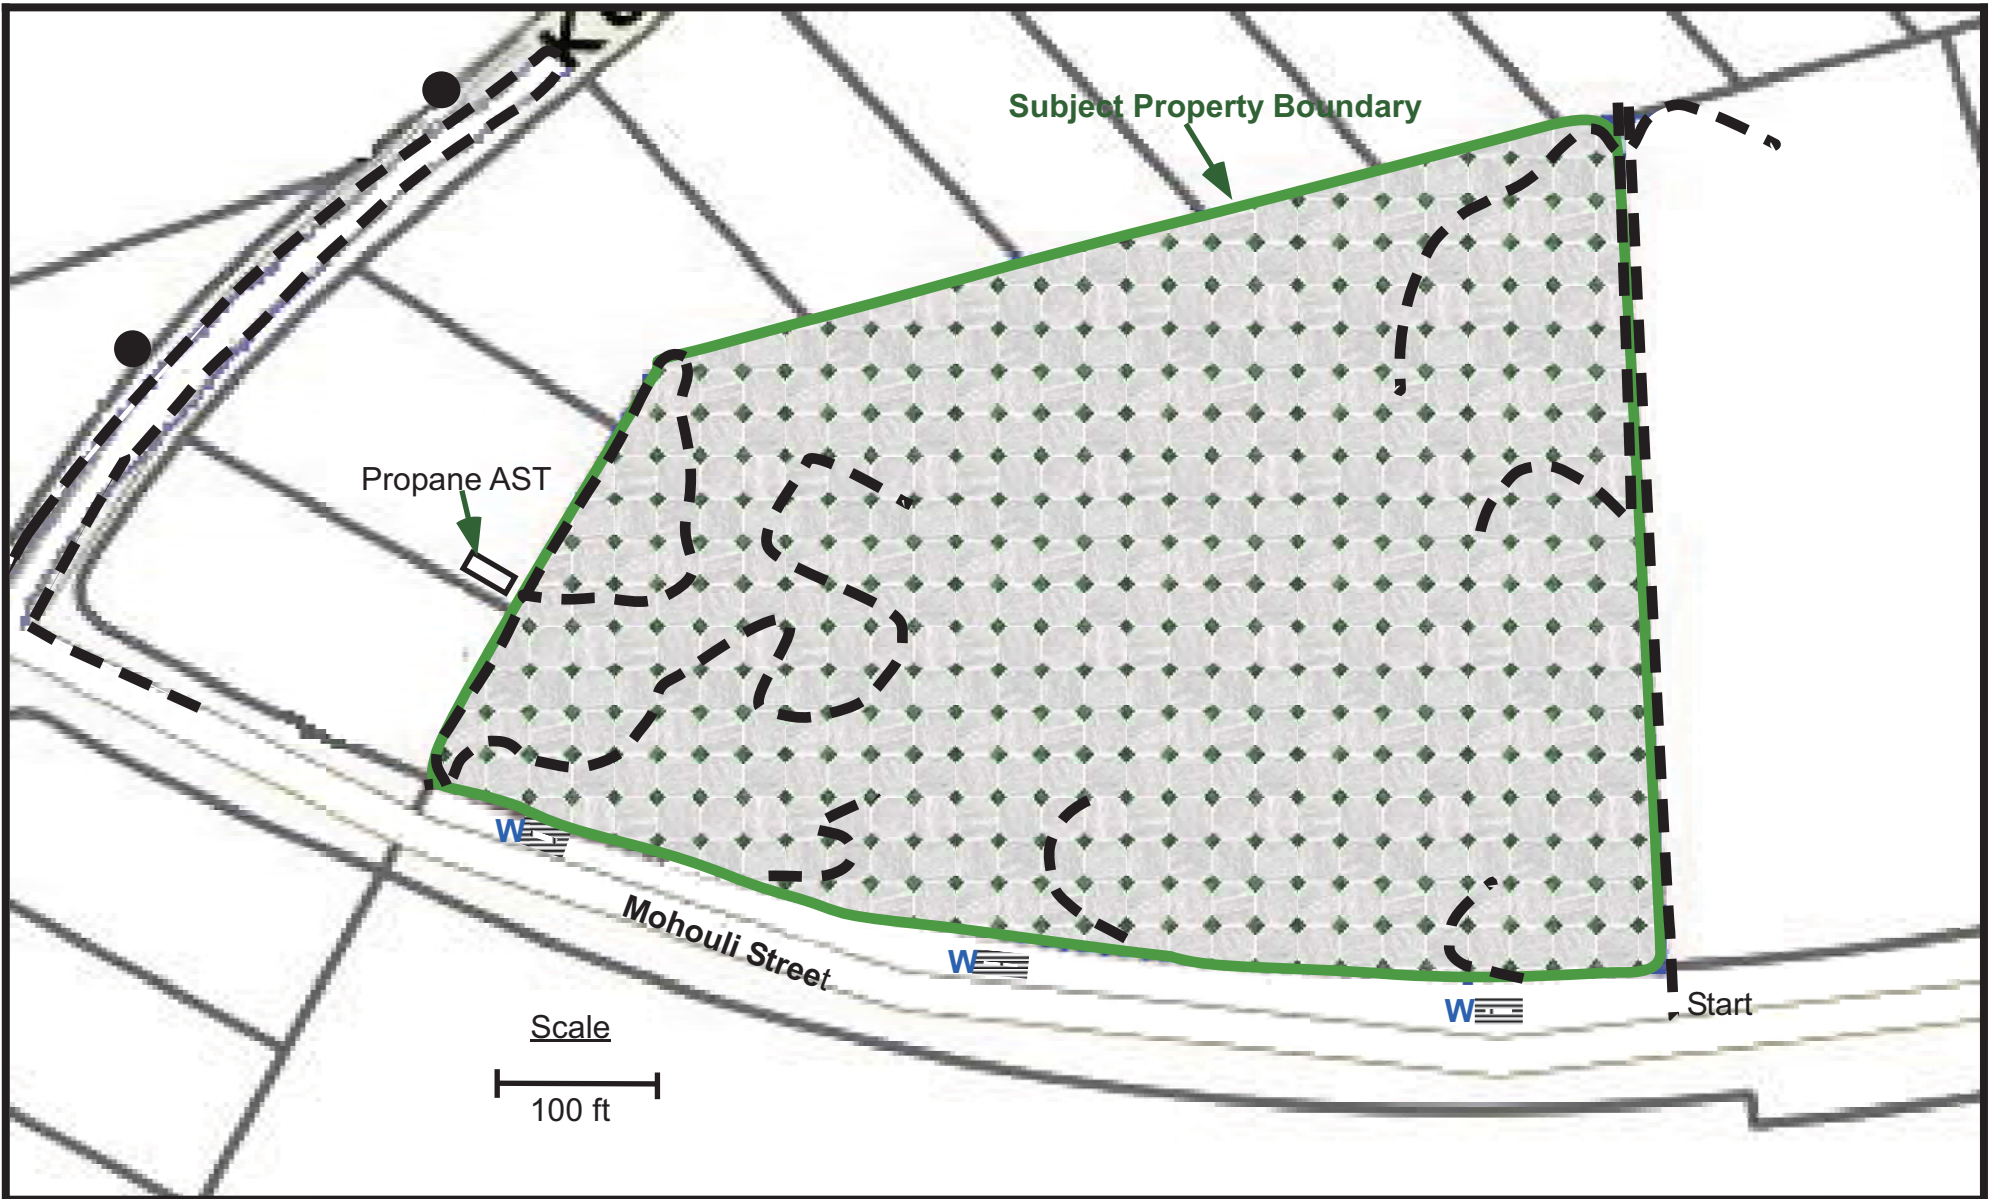 Subject Property Boundary
Propane AST
W
Mohouli Street
W
W
Start
Scale
100 ft